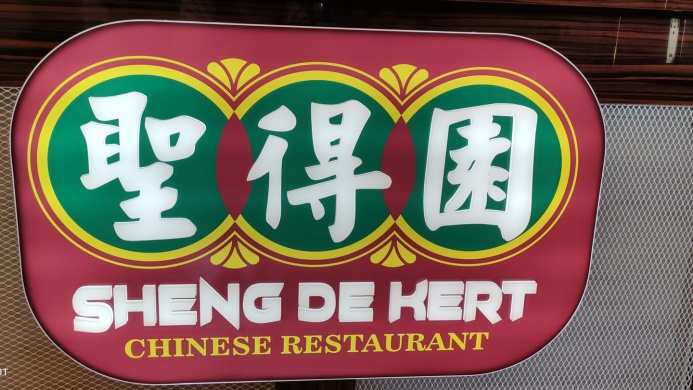 聖得園
SHENG DE KERT
CHINESE RESTAURANT